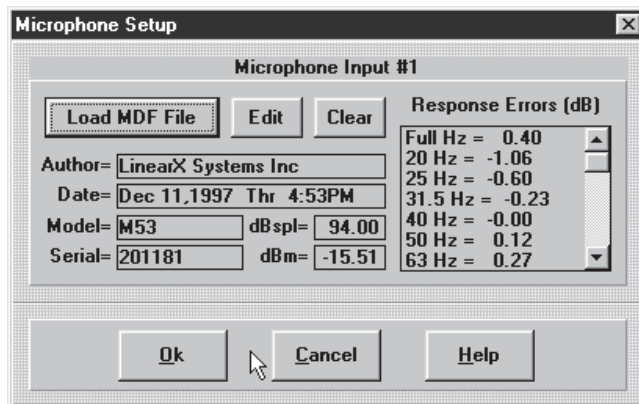 Microphone Setup
Microphone Input #1
Load MDF File Edit Clear
Author= LinearX Systems Inc
Date= Dec 11,1997 Thr 4:53PM
Model= M53 dBspl= 94.00
Serial= 201181 dBm= -15.51
Response Errors (dB)
Full Hz = 0.40
20 Hz = -1.06
25 Hz = -0.60
31.5 Hz = -0.23
40 Hz = -0.00
50 Hz = 0.12
63 Hz = 0.27
Ok Cancel Help